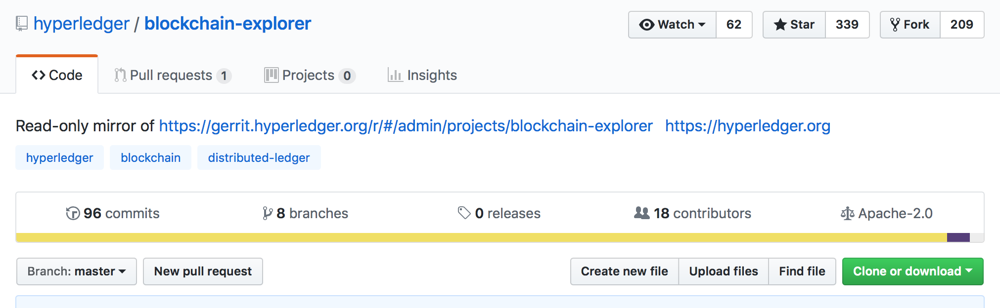 hyperledger / blockchain-explorer
Watch 62 Star 339 Fork 209
Code Pull requests 1 Projects 0 Insights
Read-only mirror of https://gerrit.hyperledger.org/r/#/admin/projects/blockchain-explorer https://hyperledger.org
hyperledger blockchain distributed-ledger
96 commits 8 branches 0 releases 18 contributors Apache-2.0
Branch: master New pull request Create new file Upload files Find file Clone or download